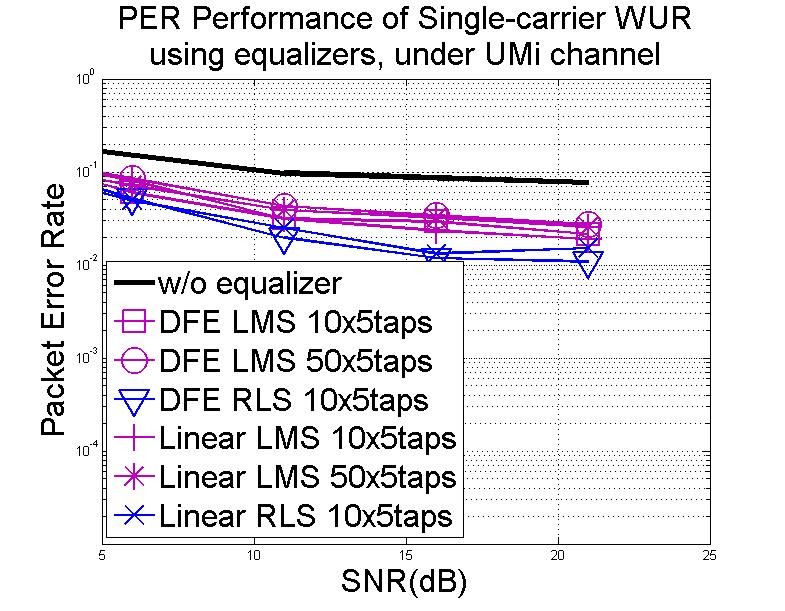 PER Performance of Single-carrier WUR
using equalizers, under UMi channel
10^0
10^-1
10^-2
10^-3
10^-4
Packet Error Rate
w/o equalizer
DFE LMS 10x5taps
DFE LMS 50x5taps
DFE RLS 10x5taps
Linear LMS 10x5taps
Linear LMS 50x5taps
Linear RLS 10x5taps
5 10 15 20 25
SNR(dB)